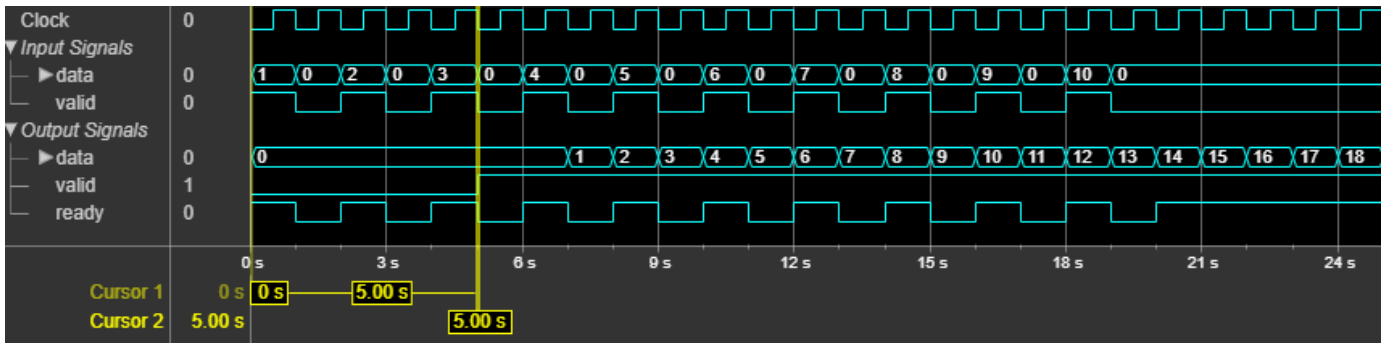 Clock 0
▼ Input Signals
▶ data 0 1 0 2 0 3 0 4 0 5 0 6 0 7 0 8 0 9 0 10 0
valid 0
▼ Output Signals
▶ data 0 0 1 2 3 4 5 6 7 8 9 10 11 12 13 14 15 16 17 18
valid 1
ready 0
0 s 3 s 6 s 9 s 12 s 15 s 18 s 21 s 24 s
Cursor 1 0 s 0 s 5.00 s
Cursor 2 5.00 s 5.00 s